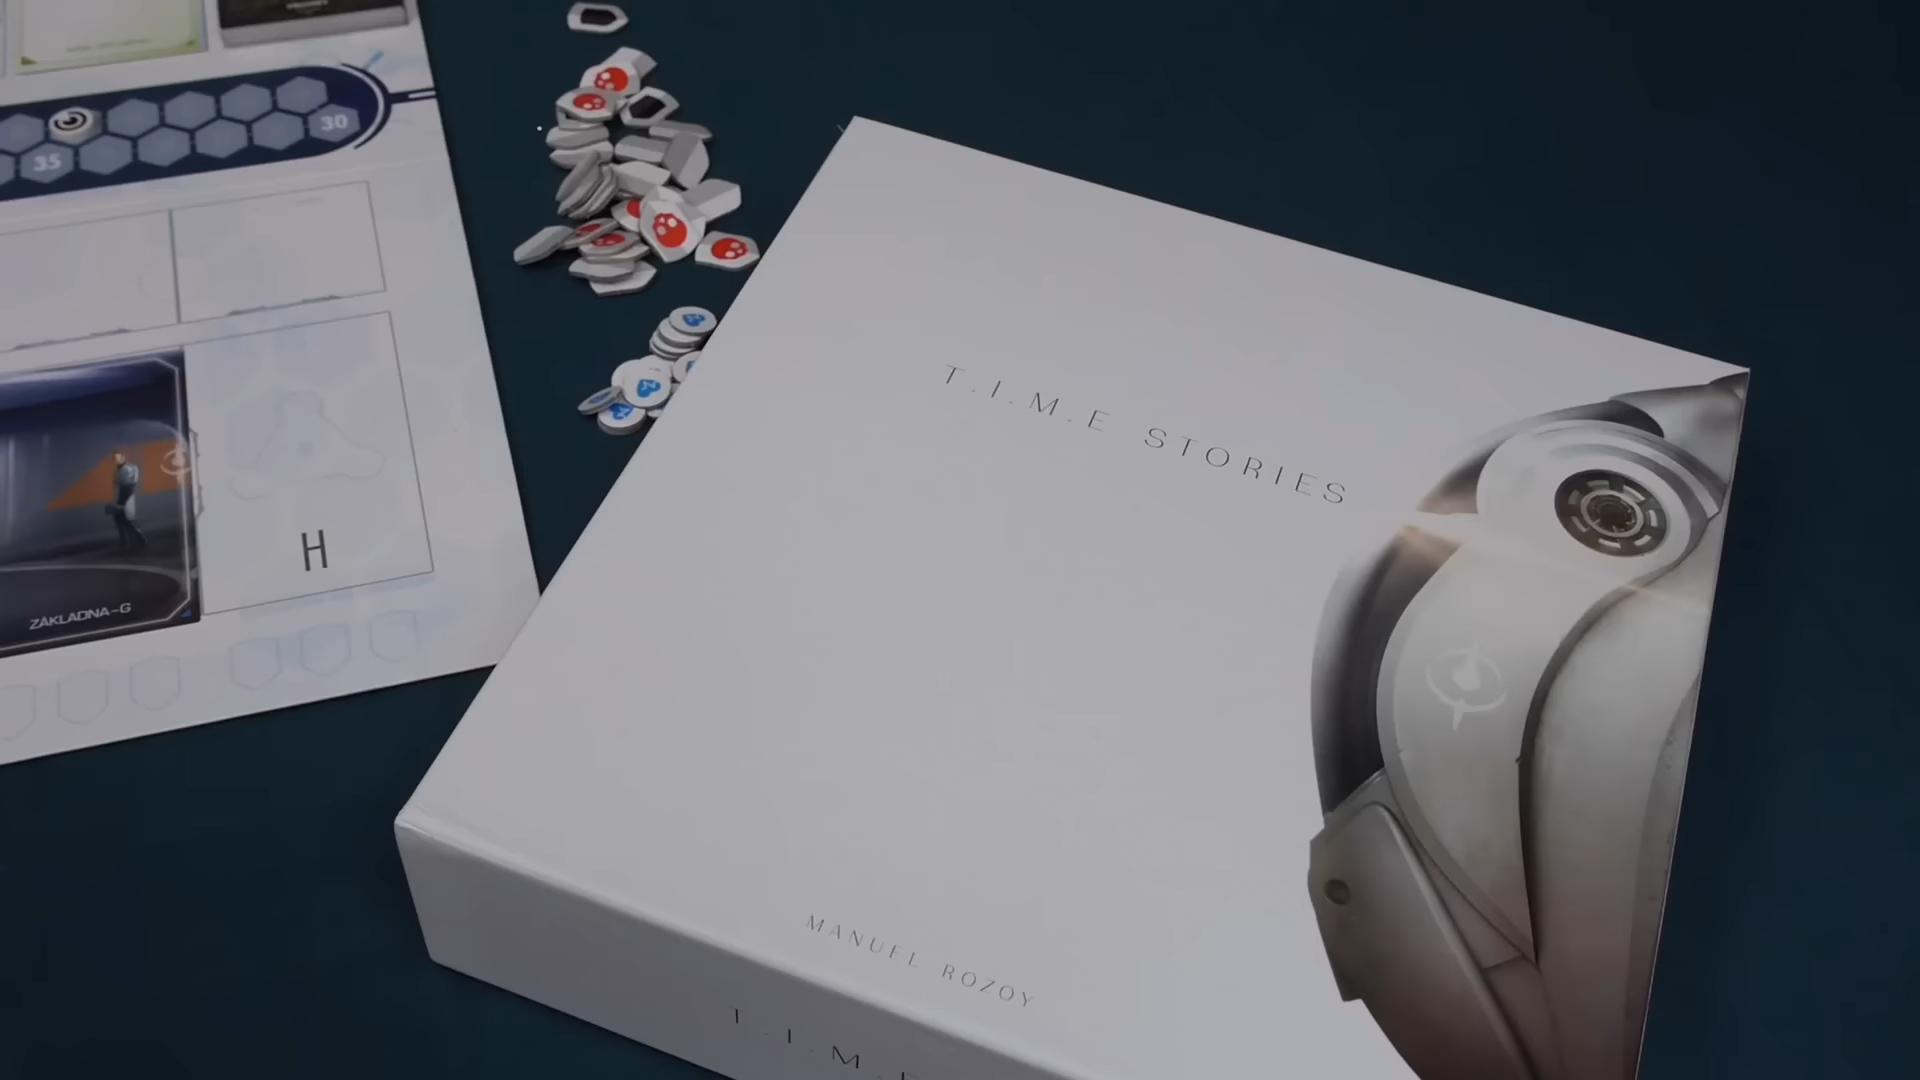 30
35
T.I.M.E STORIES
H
ZÁKLADNA-G
MANUEL ROZOY
T.I.M.E